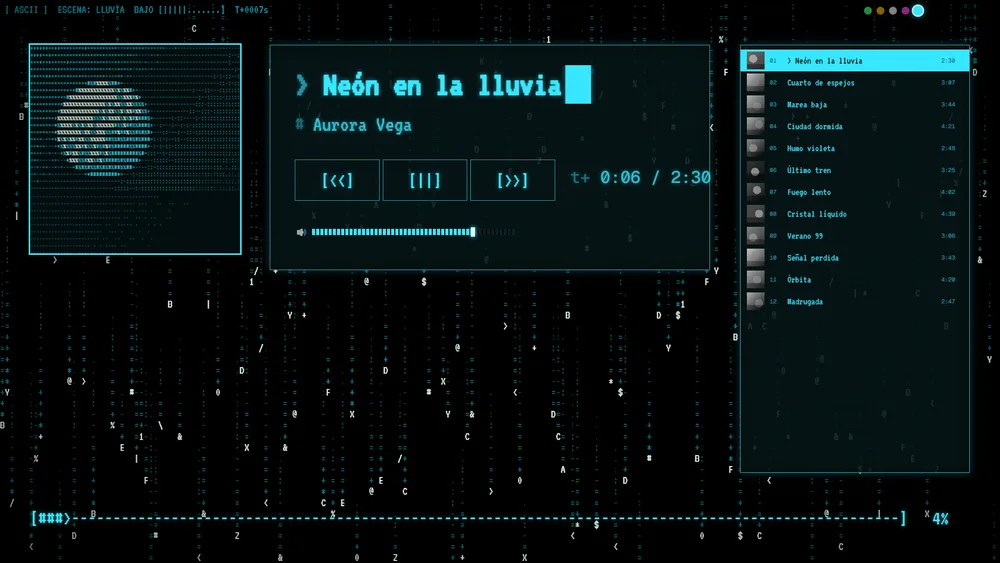 [ ASCII ] ESCENA: LLUVIA BAJO [|||||.......] T+0007s
❯ Neón en la lluvia
# Aurora Vega
[<<] [||] [>>] t+ 0:06 / 2:30
01 ❯ Neón en la lluvia 2:30
02 Cuarto de espejos 3:07
03 Marea baja 3:44
04 Ciudad dormida 4:21
05 Humo violeta 2:48
06 Último tren 3:25
07 Fuego lento 4:02
08 Cristal líquido 4:39
09 Verano 99 3:06
10 Señal perdida 3:43
11 Órbita 4:20
12 Madrugada 2:47
4%